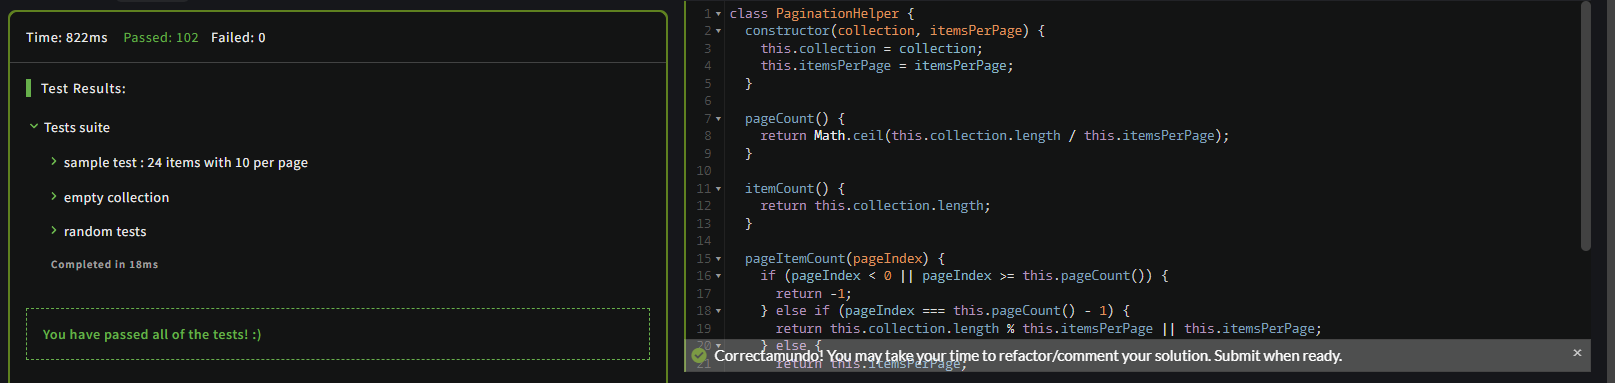 Time: 822ms Passed: 102 Failed: 0
Test Results:
Tests suite
sample test : 24 items with 10 per page
empty collection
random tests
Completed in 18ms
You have passed all of the tests! :)
1 class PaginationHelper {
2 constructor(collection, itemsPerPage) {
3 this.collection = collection;
4 this.itemsPerPage = itemsPerPage;
5 }
6
7 pageCount() {
8 return Math.ceil(this.collection.length / this.itemsPerPage);
9 }
10
11 itemCount() {
12 return this.collection.length;
13 }
14
15 pageItemCount(pageIndex) {
16 if (pageIndex < 0 || pageIndex >= this.pageCount()) {
17 return -1;
18 } else if (pageIndex === this.pageCount() - 1) {
19 return this.collection.length % this.itemsPerPage || this.itemsPerPage;
20 } else {
Correctamundo! You may take your time to refactor/comment your solution. Submit when ready. ×
21 return this.itemsPerPage;